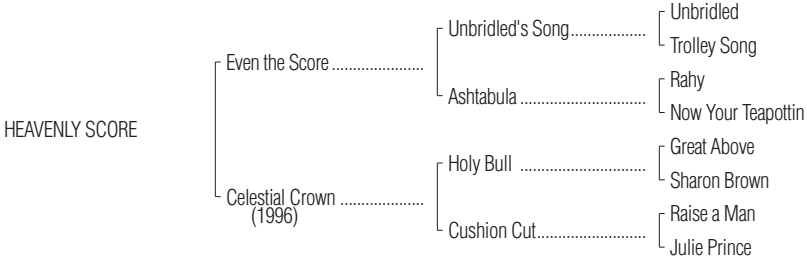 Unbridled
Unbridled's Song..................
Trolley Song
Even the Score ......................
Rahy
Ashtabula ..............................
Now Your Teapottin
HEAVENLY SCORE
Great Above
Holy Bull ..............................
Sharon Brown
Celestial Crown ....................
(1996)
Raise a Man
Cushion Cut..........................
Julie Prince